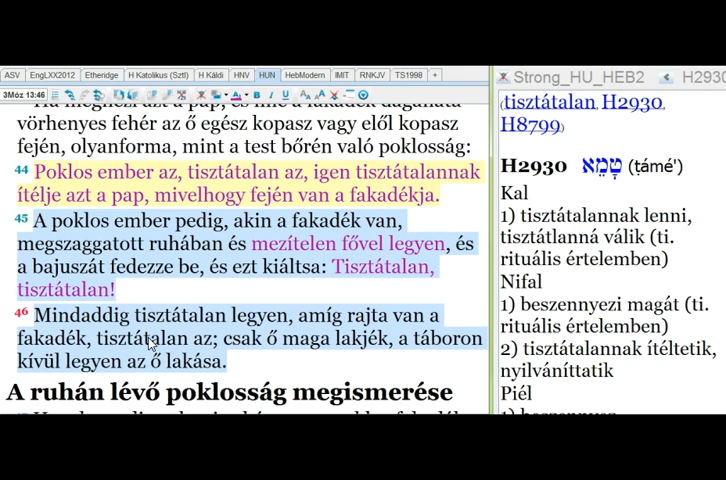 ASV EngLXX2012 Etheridge H Katolikus (SztI) H Káldi HNV HUN HebModern IMIT RNKJV TS1998 +
Strong_HU_HEB2 H2930
3Móz 13:46
vörhenyes fehér az ő egész kopasz vagy elől kopasz
fején, olyanforma, mint a test bőrén való poklosság:
44 Poklos ember az, tisztátalan az, igen tisztátalannak
ítélje azt a pap, mivelhogy fején van a fakadékja.
45 A poklos ember pedig, akin a fakadék van,
megszaggatott ruhában és mezítelen fővel legyen, és
a bajuszát fedezze be, és ezt kiáltsa: Tisztátalan,
tisztátalan!
46 Mindaddig tisztátalan legyen, amíg rajta van a
fakadék, tisztátalan az; csak ő maga lakjék, a táboron
kívül legyen az ő lakása.
A ruhán lévő poklosság megismerése
(tisztátalan H2930
H8799)
H2930 טָמֵא (ṭámé')
Kal
1) tisztátalannak lenni,
tisztátlanná válik (ti.
rituális értelemben)
Nifal
1) beszennyezi magát (ti.
rituális értelemben)
2) tisztátalannak ítéltetik,
nyilváníttatik
Piél